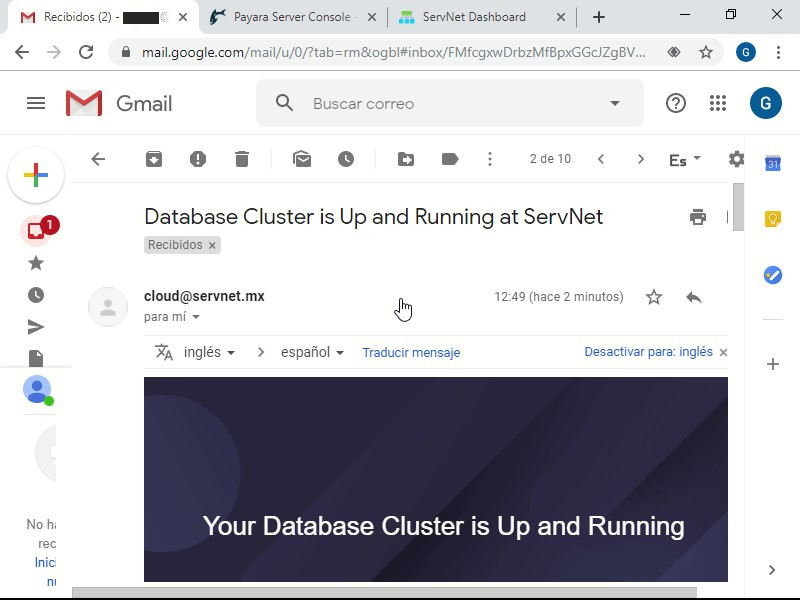 Recibidos (2) -
Payara Server Console
ServNet Dashboard
mail.google.com/mail/u/0/?tab=rm&ogbl#inbox/FMfcgxwDrbzMfBpxGGcJZgBV...
G
Gmail
Buscar correo
G
2 de 10
Es
31
1
Database Cluster is Up and Running at ServNet
Recibidos ×
cloud@servnet.mx
12:49 (hace 2 minutos)
para mí
inglés
español
Traducir mensaje
Desactivar para: inglés ×
Your Database Cluster is Up and Running
No ha
rec
Inici
nu